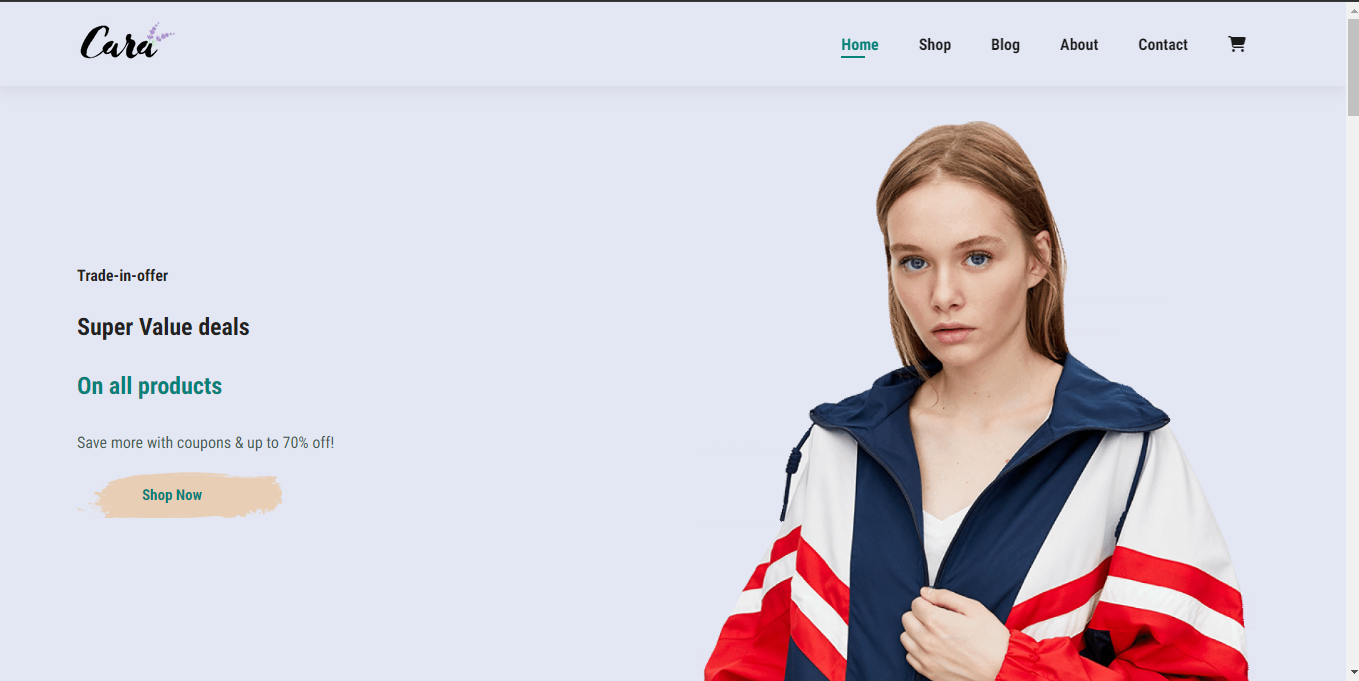 Cara
Home Shop Blog About Contact
Trade-in-offer
Super Value deals
On all products
Save more with coupons & up to 70% off!
Shop Now